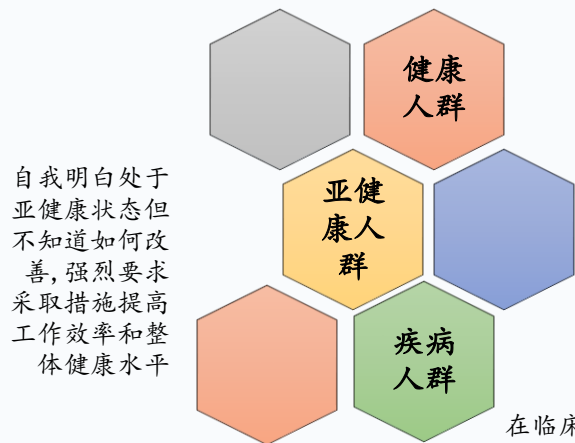 健康
人群
自我明白处于
亚健康状态但
不知道如何改
善,强烈要求
采取措施提高
工作效率和整
体健康水平
亚健
康人
群
疾病
人群
在临床